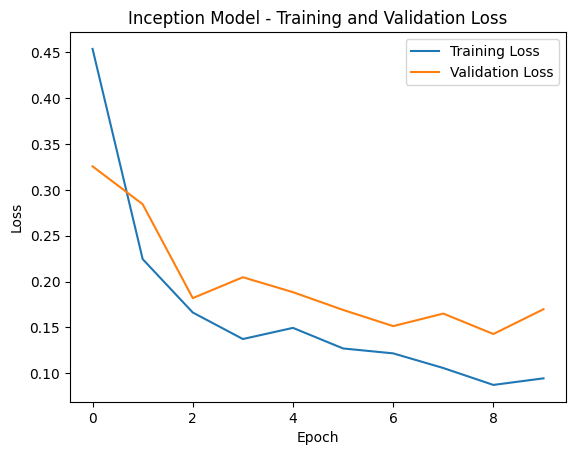 Inception Model - Training and Validation Loss
Training Loss
Validation Loss
Loss
0.45
0.40
0.35
0.30
0.25
0.20
0.15
0.10
0 2 4 6 8
Epoch